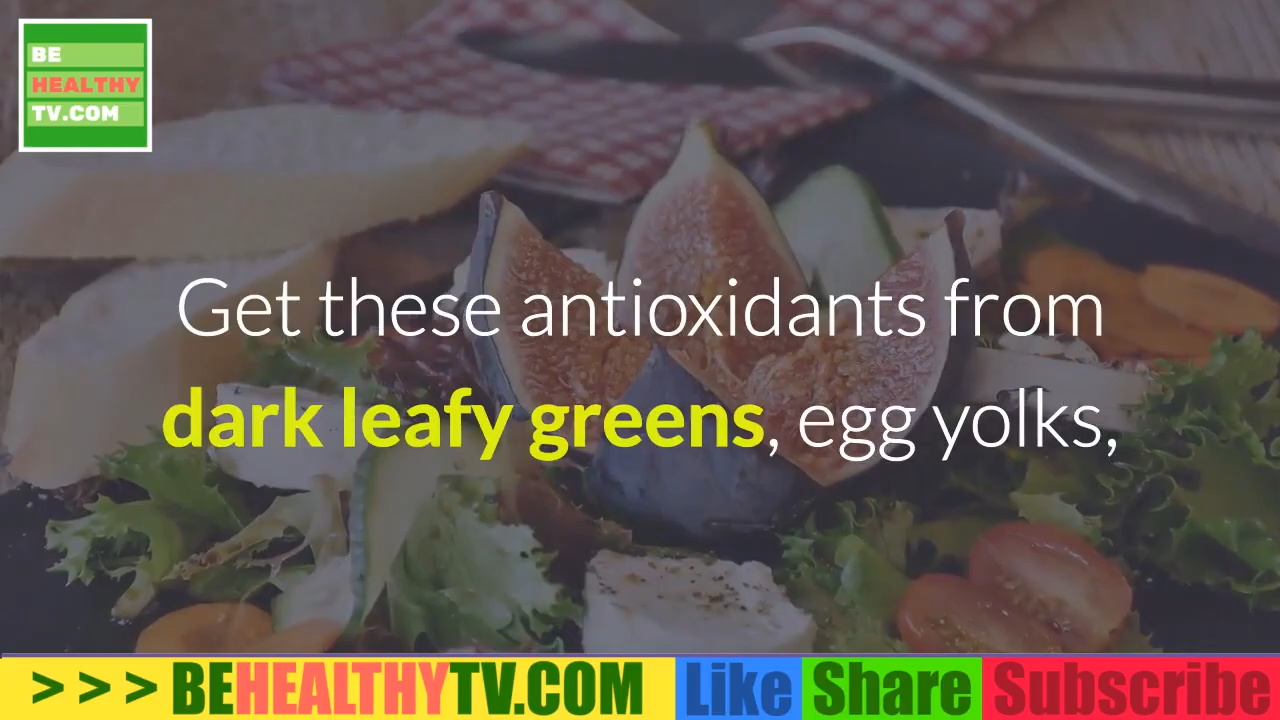 BE
HEALTHY
TV.COM
Get these antioxidants from
dark leafy greens, egg yolks,
> > > BEHEALTHYTV.COM Like Share Subscribe